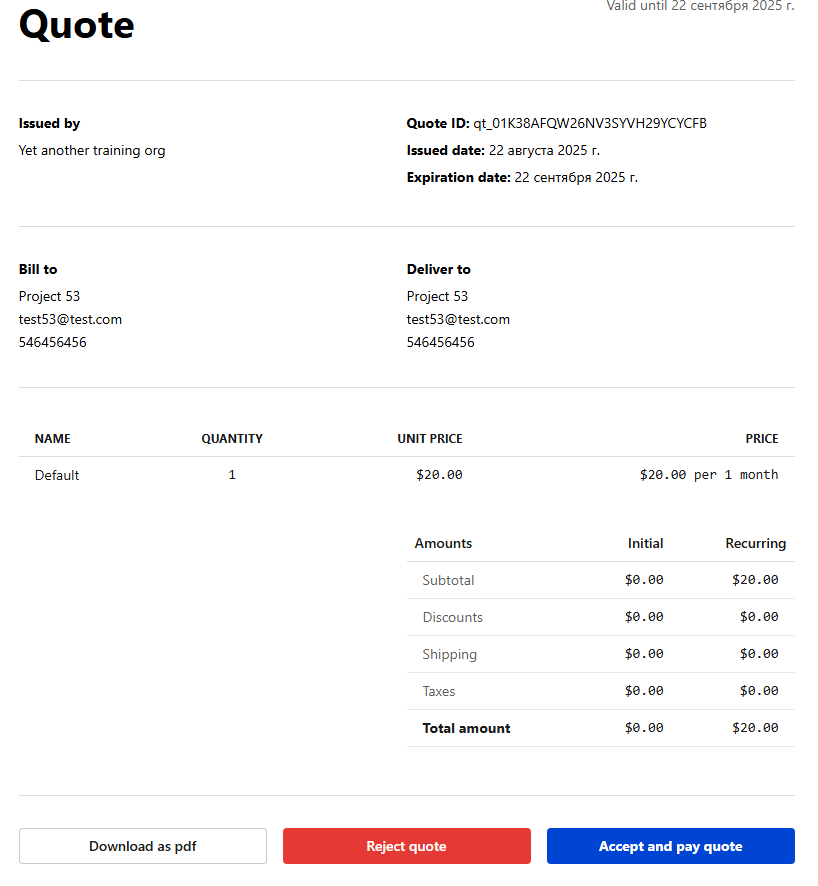 Quote
Valid until 22 сентября 2025 г.
Issued by
Yet another training org
Quote ID: qt_01K38AFQW26NV3SYVH29YCYCFB
Issued date: 22 августа 2025 г.
Expiration date: 22 сентября 2025 г.
Bill to
Project 53
test53@test.com
546456456
Deliver to
Project 53
test53@test.com
546456456
NAME QUANTITY UNIT PRICE PRICE
Default 1 $20.00 $20.00 per 1 month
Amounts Initial Recurring
Subtotal $0.00 $20.00
Discounts $0.00 $0.00
Shipping $0.00 $0.00
Taxes $0.00 $0.00
Total amount $0.00 $20.00
Download as pdf Reject quote Accept and pay quote